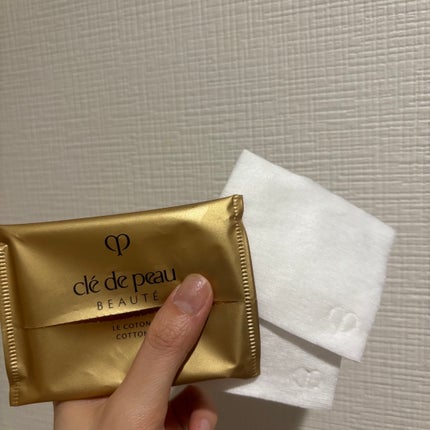 clé de peau
BEAUTÉ
LE COTON
COTTON